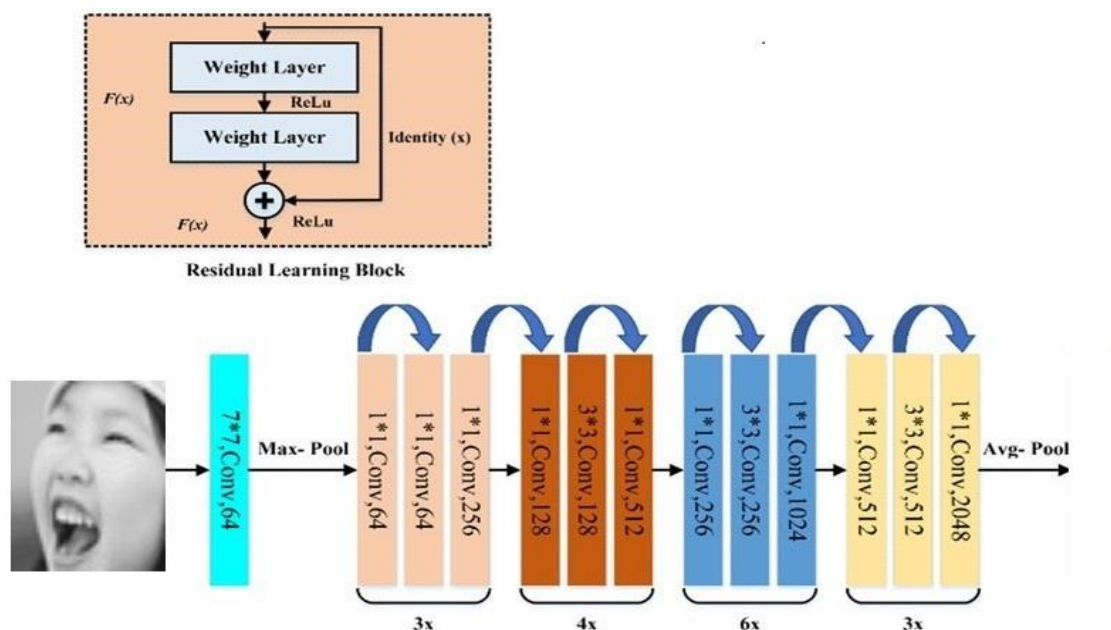 Weight Layer
F(x)
ReLu
Weight Layer
Identity (x)
F(x)
ReLu
Residual Learning Block
7*7,Conv,64
Max- Pool
1*1,Conv,64
1*1,Conv,64
1*1,Conv,256
1*1,Conv,128
3*3,Conv,128
1*1,Conv,512
1*1,Conv,256
3*3,Conv,256
1*1,Conv,1024
1*1,Conv,512
3*3,Conv,512
1*1,Conv,2048
Avg- Pool
3x
4x
6x
3x